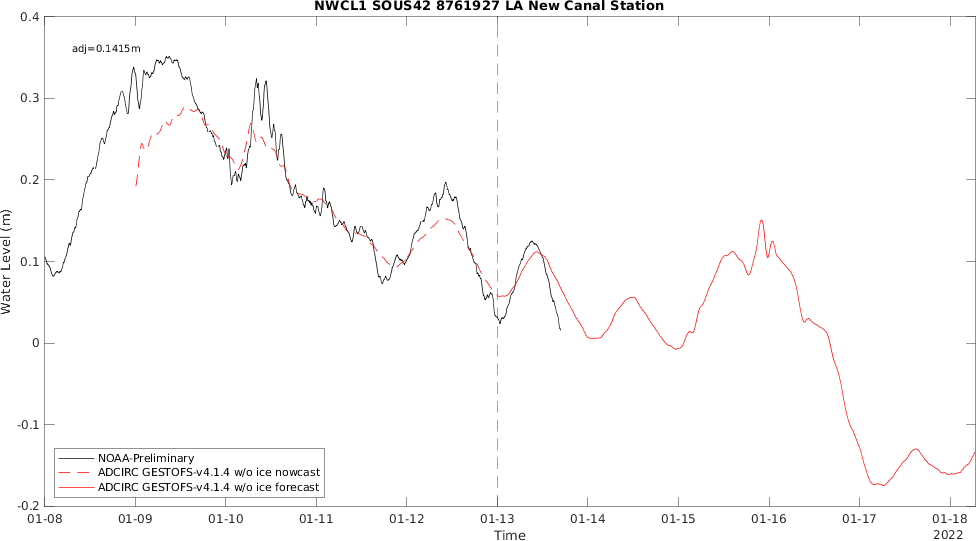 NWCL1 SOUS42 8761927 LA New Canal Station
adj=0.1415m
0.4
0.3
0.2
0.1
0
-0.1
-0.2
Water Level (m)
NOAA-Preliminary
ADCIRC GESTOFS-v4.1.4 w/o ice nowcast
ADCIRC GESTOFS-v4.1.4 w/o ice forecast
01-08 01-09 01-10 01-11 01-12 01-13 01-14 01-15 01-16 01-17 01-18
Time
2022